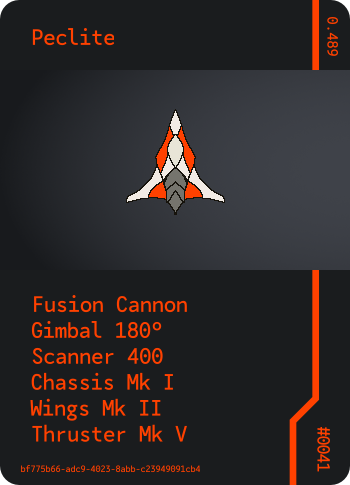 Peclite
0.489
Fusion Cannon
Gimbal 180°
Scanner 400
Chassis Mk I
Wings Mk II
Thruster Mk V
#0041
bf775b66-adc9-4023-8abb-c23949891cb4